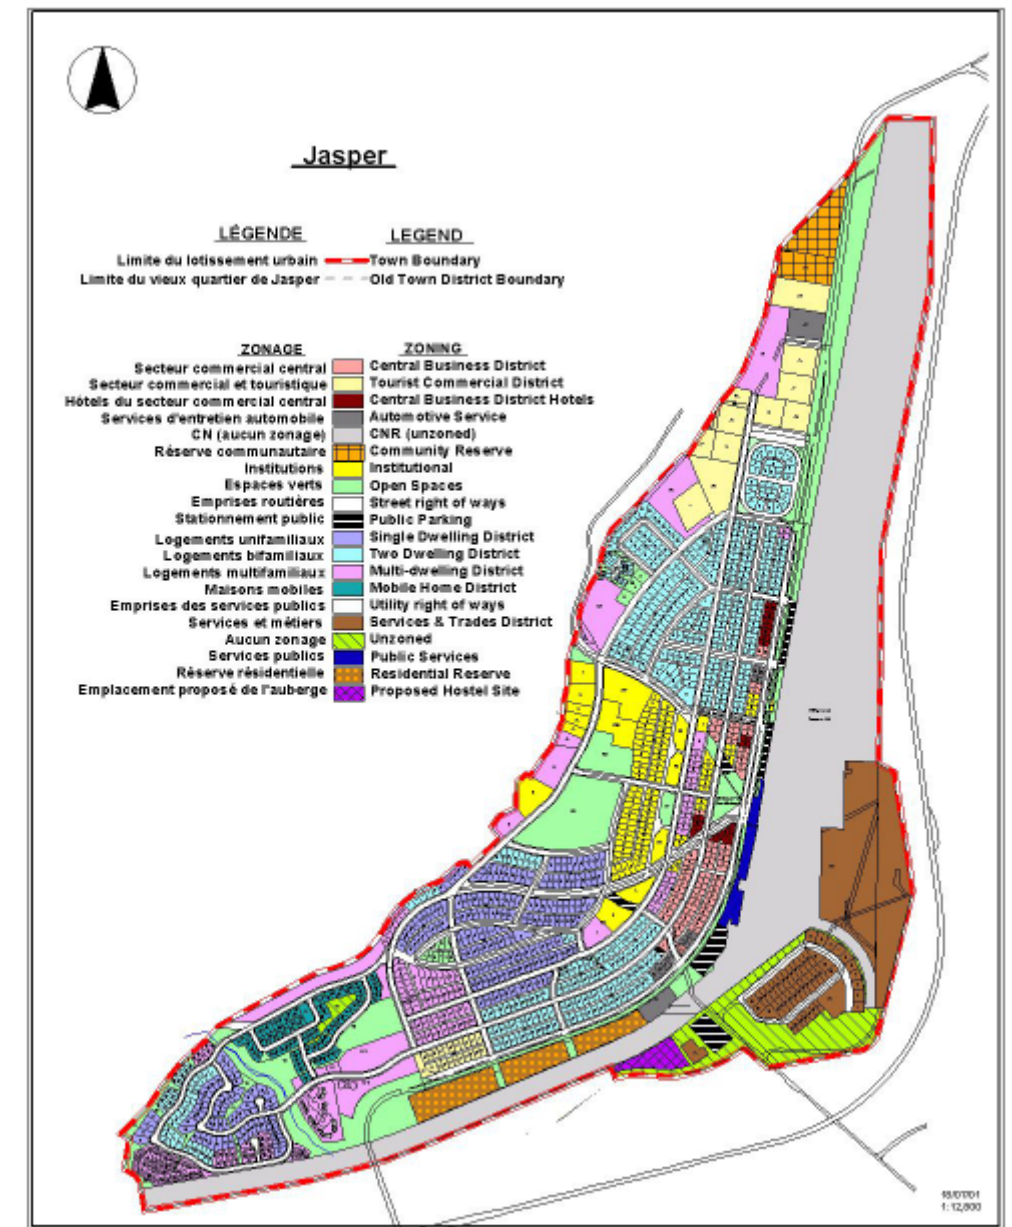 Jasper
LÉGENDE LEGEND
Limite du lotissement urbain Town Boundary
Limite du vieux quartier de Jasper Old Town District Boundary
ZONAGE ZONING
Secteur commercial central Central Business District
Secteur commercial et touristique Tourist Commercial District
Hôtels du secteur commercial central Central Business District Hotels
Services d'entretien automobile Automotive Service
CN (aucun zonage) CNR (unzoned)
Réserve communautaire Community Reserve
Institutions Institutional
Espaces verts Open Spaces
Emprises routières Street right of ways
Stationnement public Public Parking
Logements unifamiliaux Single Dwelling District
Logements bifamiliaux Two Dwelling District
Logements multifamiliaux Multi-dwelling District
Maisons mobiles Mobile Home District
Emprises des services publics Utility right of ways
Services et métiers Services & Trades District
Aucun zonage Unzoned
Services publics Public Services
Réserve résidentielle Residential Reserve
Emplacement proposé de l'auberge Proposed Hostel Site
1:12,800